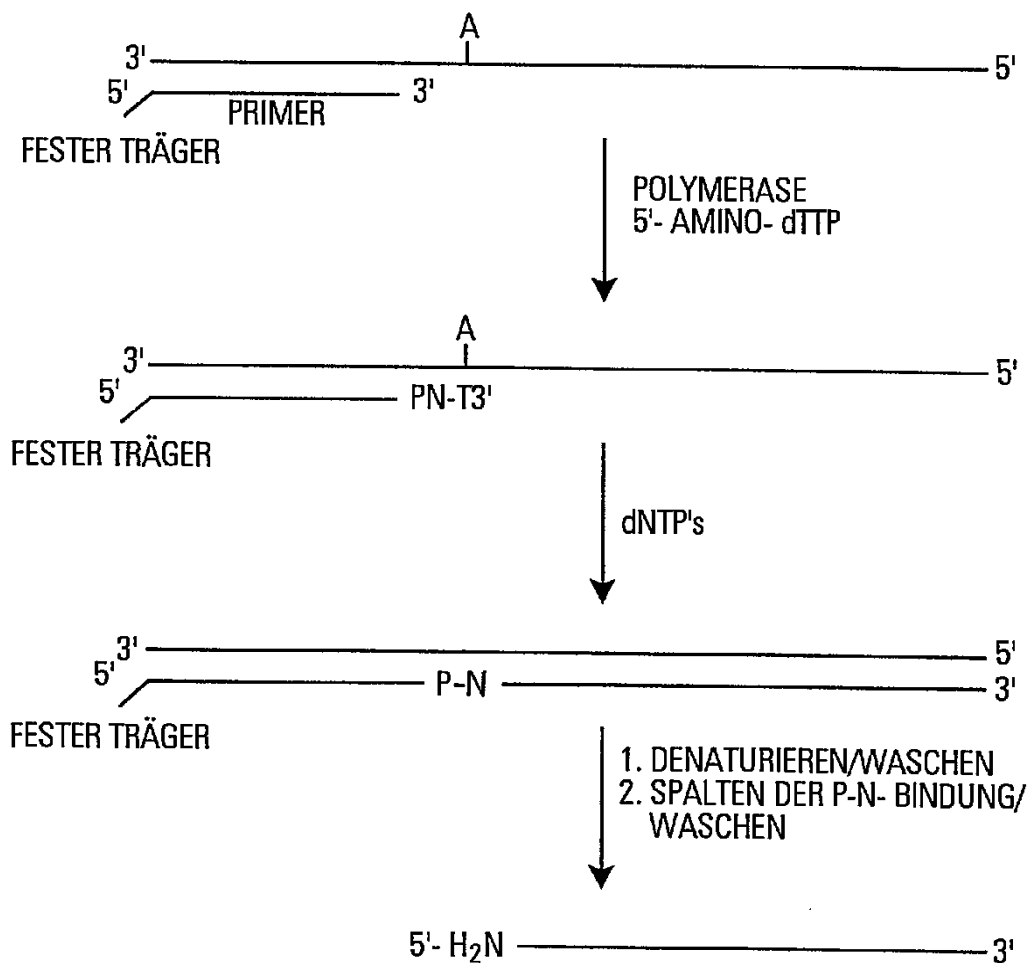 A
3' 5'
5' 3'
PRIMER
FESTER TRÄGER
POLYMERASE
5'- AMINO- dTTP
A
3' 5'
5' PN-T3'
FESTER TRÄGER
dNTP's
3' 5'
5' P-N 3'
FESTER TRÄGER
1. DENATURIEREN/WASCHEN
2. SPALTEN DER P-N- BINDUNG/
WASCHEN
5'- H₂N 3'